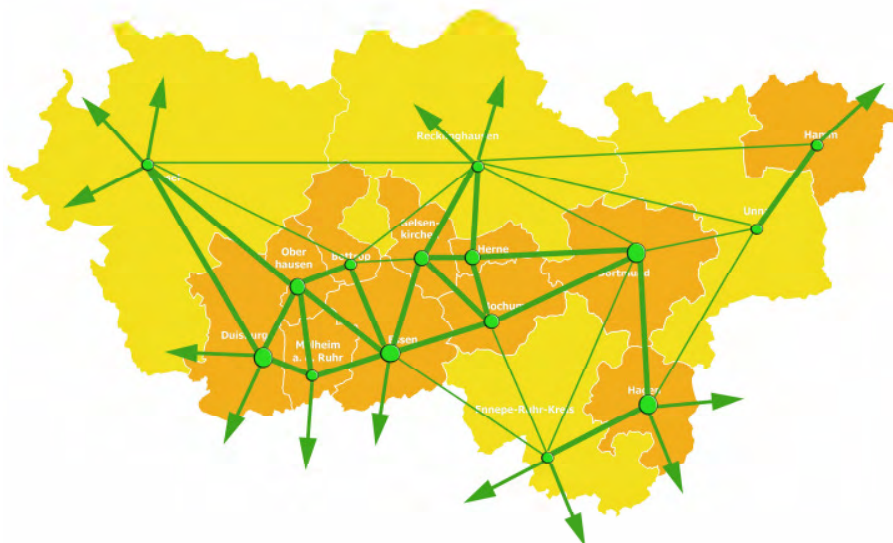 Recklinghausen
Hamm
Unna
Gelsen-
kirchen
Herne
Ober
hausen
Bottrop
Dortmund
Bochum
Duisburg
Mülheim
a. d. Ruhr
Essen
Hagen
Ennepe-Ruhr-Kreis